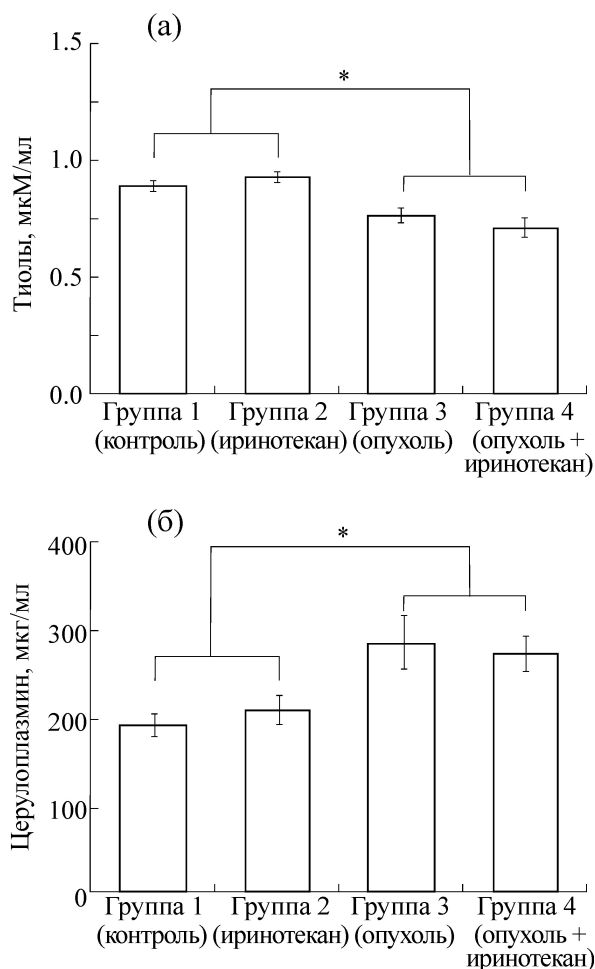 (а)
Тиолы, мкМ/мл
1.5
1.0
0.5
0.0
*
Группа 1 Группа 2 Группа 3 Группа 4
(контроль) (иринотекан) (опухоль) (опухоль +
иринотекан)
(б)
Церулоплазмин, мкг/мл
400
300
200
100
0
*
Группа 1 Группа 2 Группа 3 Группа 4
(контроль) (иринотекан) (опухоль) (опухоль +
иринотекан)